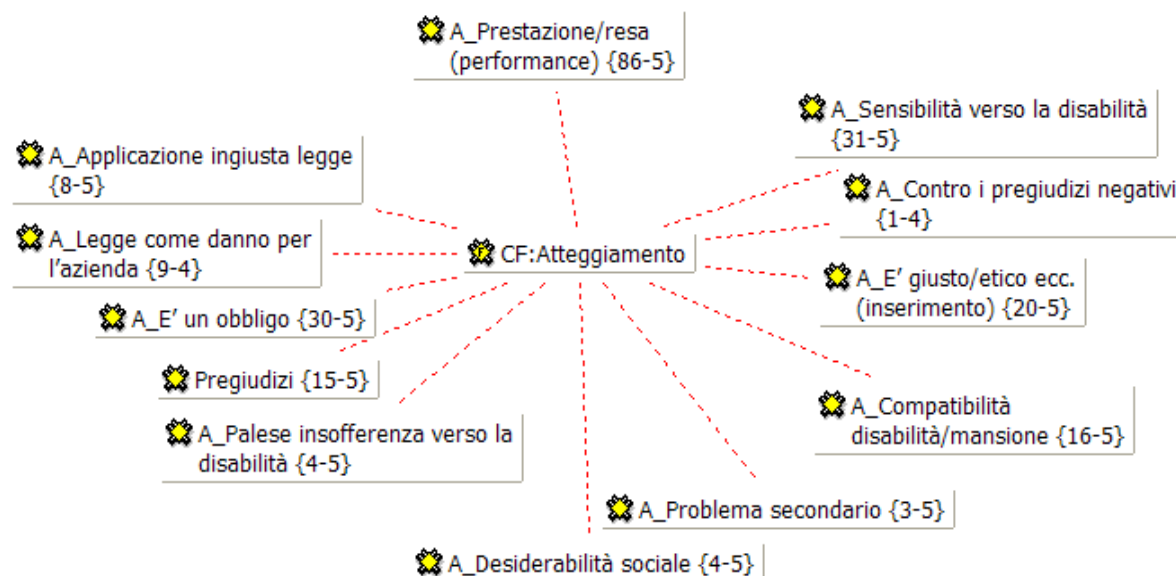 A_Prestazione/resa
(performance) {86-5}
A_Sensibilità verso la disabilità
{31-5}
A_Applicazione ingiusta legge
{8-5}
A_Contro i pregiudizi negativi
{1-4}
A_Legge come danno per
l'azienda {9-4}
CF:Atteggiamento
A_E' giusto/etico ecc.
(inserimento) {20-5}
A_E' un obbligo {30-5}
Pregiudizi {15-5}
A_Compatibilità
disabilità/mansione {16-5}
A_Palese insofferenza verso la
disabilità {4-5}
A_Problema secondario {3-5}
A_Desiderabilità sociale {4-5}